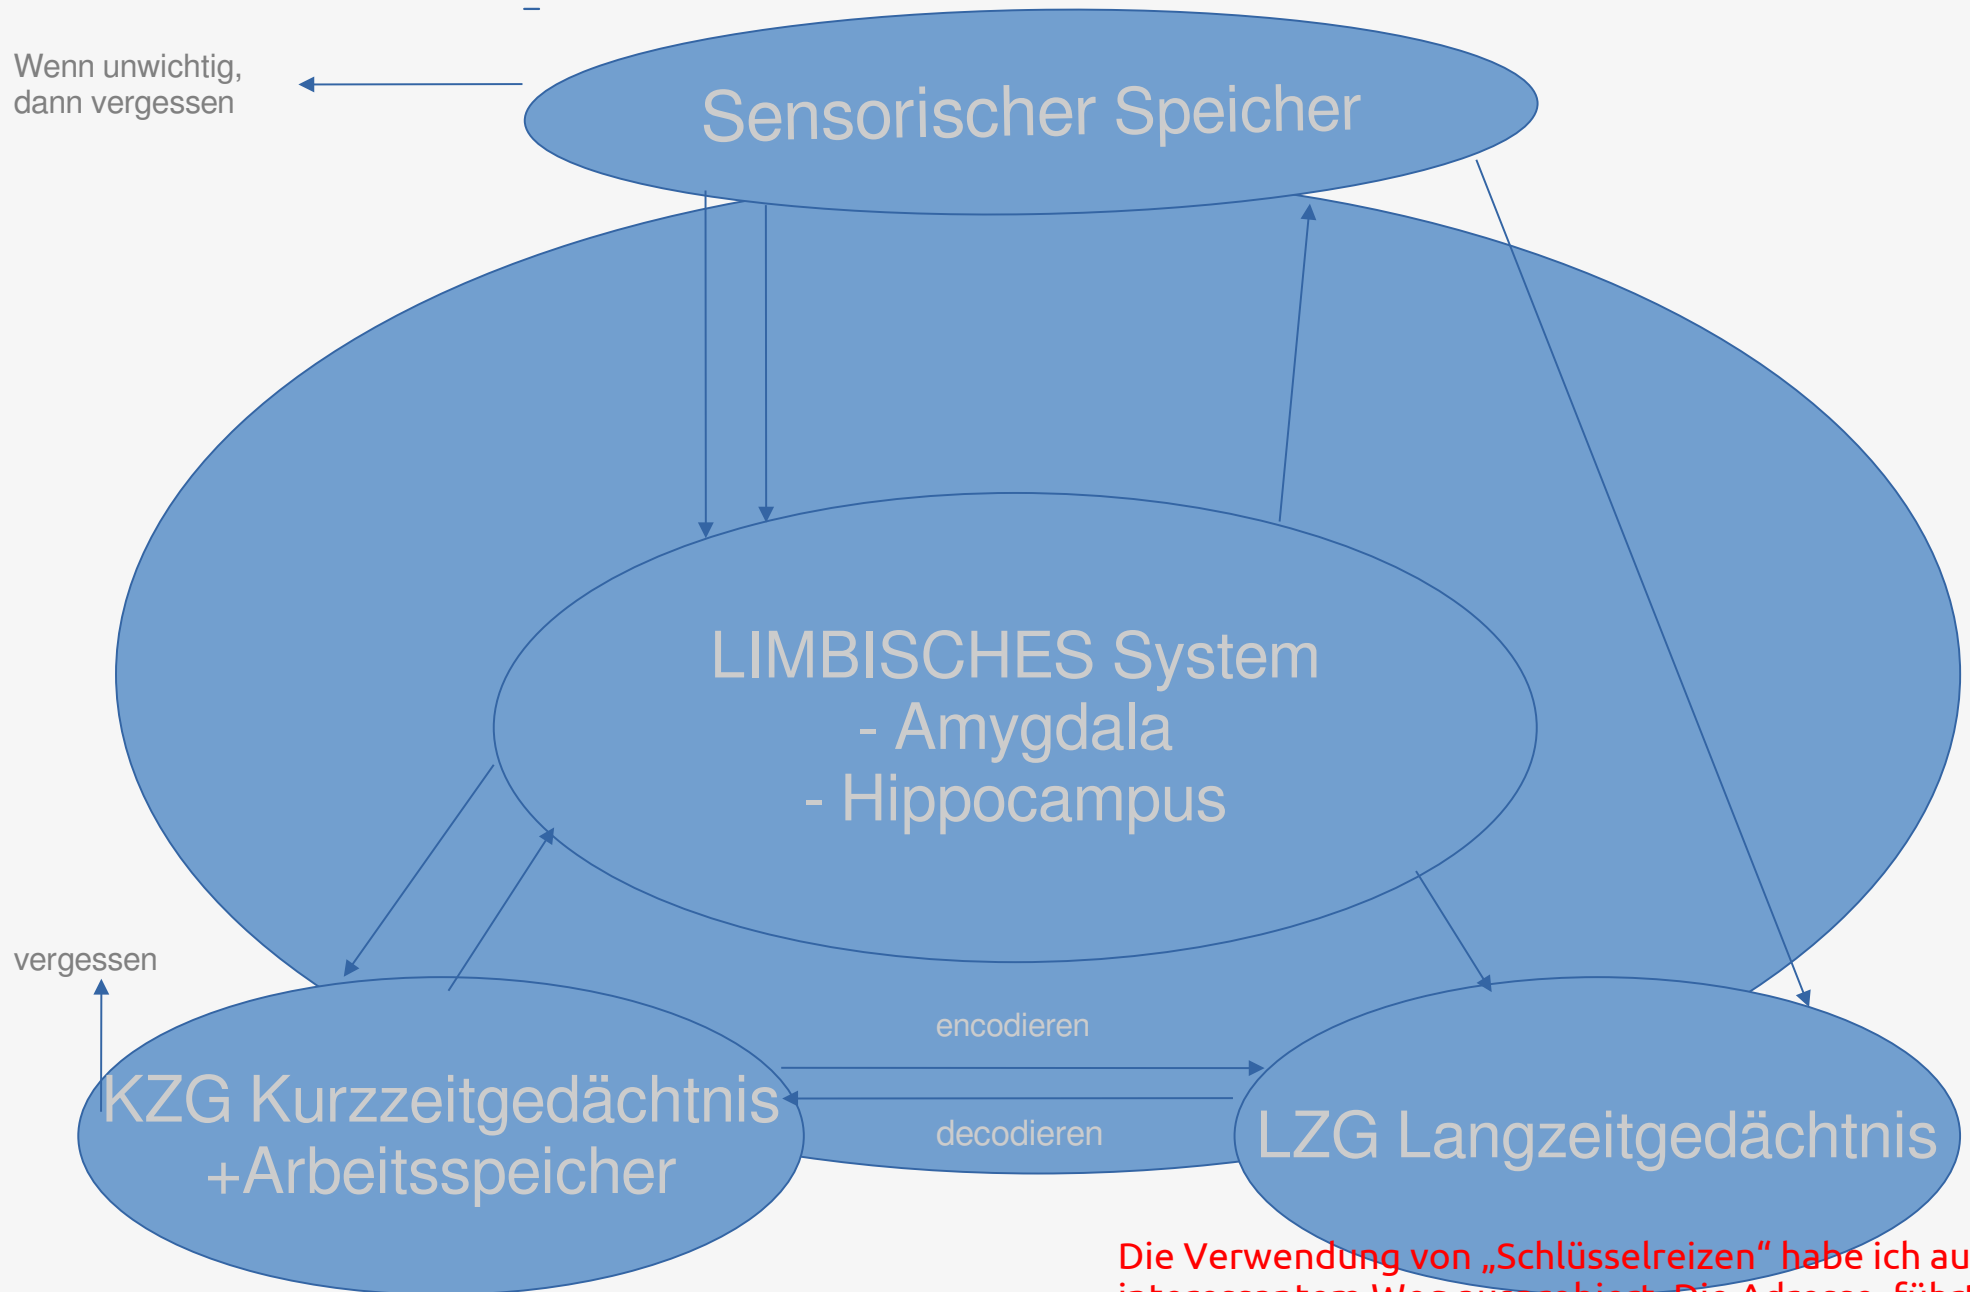 Wenn unwichtig,
dann vergessen
Sensorischer Speicher
LIMBISCHES System
- Amygdala
- Hippocampus
vergessen
encodieren
KZG Kurzzeitgedächtnis
+Arbeitsspeicher
decodieren
LZG Langzeitgedächtnis
Die Verwendung von „Schlüsselreizen“ habe ich au